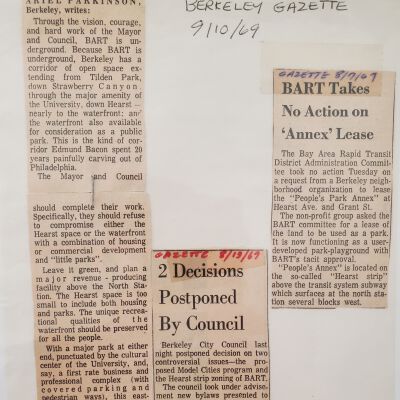 BERKELEY GAZETTE
9/10/69
ARIEL PARKINSON,
Berkeley, writes:
Through the vision, courage,
and hard work of the Mayor
and Council, BART is un-
derground. Because BART is
underground, Berkeley has a
corridor of open space ex-
tending from Tilden Park,
down Strawberry Canyon
through the major amenity of
the University, down Hearst —
nearly to the waterfront: and
the waterfront also available
for consideration as a public
park. This is the kind of cor-
ridor Edmund Bacon spent 20
years painfully carving out of
Philadelphia.
The Mayor and Council
should complete their work.
Specifically, they should refuse
to compromise either the
Hearst space or the waterfront
with a combination of housing
or commercial development
and "little parks".
Leave it green, and plan a
major revenue - producing
facility above the North Sta-
tion. The Hearst space is too
small to include both housing
and parks. The unique recrea-
tional qualities of the
waterfront should be preserved
for all the people.
With a major park at either
end, punctuated by the cultural
center of the University, and,
say, a first rate business and
professional complex (with
covered parking and
pedestrian ways), this east-
GAZETTE 8/13/69
2 Decisions
Postponed
By Council
Berkeley City Council last
night postponed decision on two
controversial issues—the pro-
posed Model Cities program and
the Hearst strip zoning of BART.
The council took under advise-
ment new bylaws presented to
GAZETTE 8/7/69
BART Takes
No Action on
'Annex' Lease
The Bay Area Rapid Transit
District Administration Commit-
tee took no action Tuesday on
a request from a Berkeley neigh-
borhood organization to lease
the "People's Park Annex" at
Hearst Ave. and Grant St.
The non-profit group asked the
BART committee for a lease of
the land to be used as a park.
It is now functioning as a user-
developed park-playground with
BART's tacit approval.
"People's Annex" is located on
the so-called "Hearst strip"
above the transit subway system
which surfaces at the north sta-
tion several blocks west.